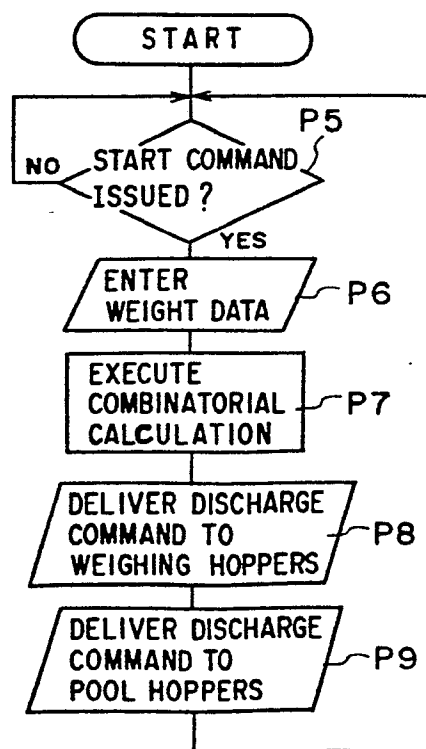 START
P5
NO
START COMMAND
ISSUED ?
YES
ENTER
WEIGHT DATA
P6
EXECUTE
COMBINATORIAL
CALCULATION
P7
DELIVER DISCHARGE
COMMAND TO
WEIGHING HOPPERS
P8
DELIVER DISCHARGE
COMMAND TO
POOL HOPPERS
P9